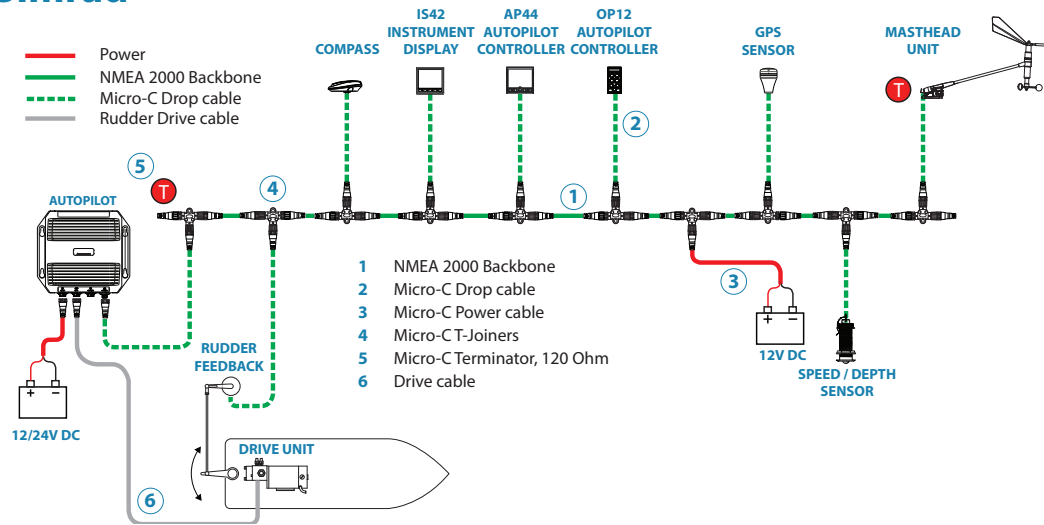 Power
NMEA 2000 Backbone
Micro-C Drop cable
Rudder Drive cable
COMPASS
IS42
INSTRUMENT
DISPLAY
AP44
AUTOPILOT
CONTROLLER
OP12
AUTOPILOT
CONTROLLER
GPS
SENSOR
MASTHEAD
UNIT
T
2
5
T
4
1
AUTOPILOT
3
1 NMEA 2000 Backbone
2 Micro-C Drop cable
3 Micro-C Power cable
4 Micro-C T-Joiners
5 Micro-C Terminator, 120 Ohm
6 Drive cable
+ −
12V DC
SPEED / DEPTH
SENSOR
RUDDER
FEEDBACK
+ −
12/24V DC
DRIVE UNIT
6